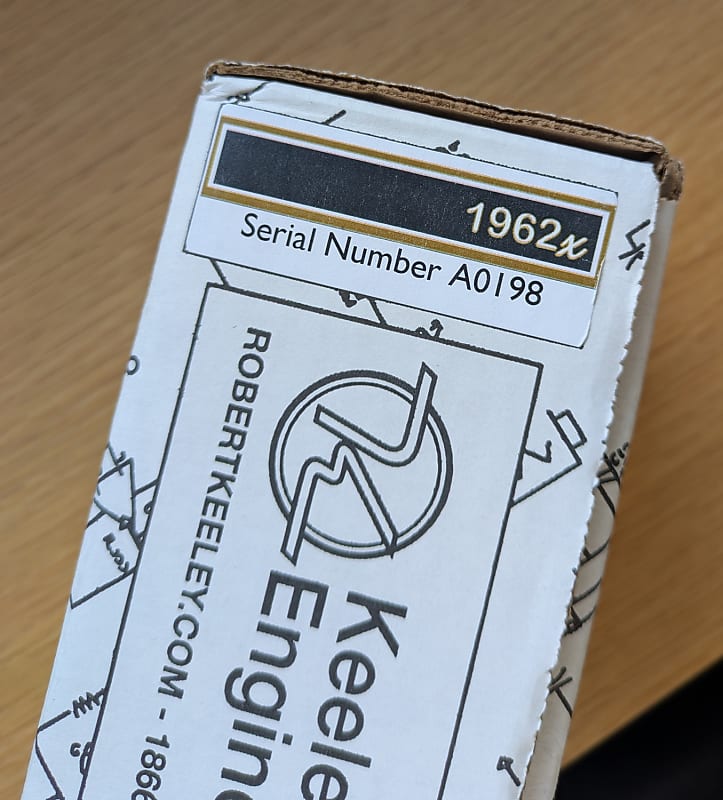 1962x
Serial Number A0198
Keele
Engine
ROBERTKEELEY.COM - 1866